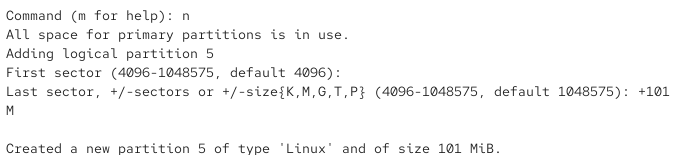 Command (m for help): n
All space for primary partitions is in use.
Adding logical partition 5
First sector (4096-1048575, default 4096):
Last sector, +/-sectors or +/-size{K,M,G,T,P} (4096-1048575, default 1048575): +101
M
Created a new partition 5 of type 'Linux' and of size 101 MiB.